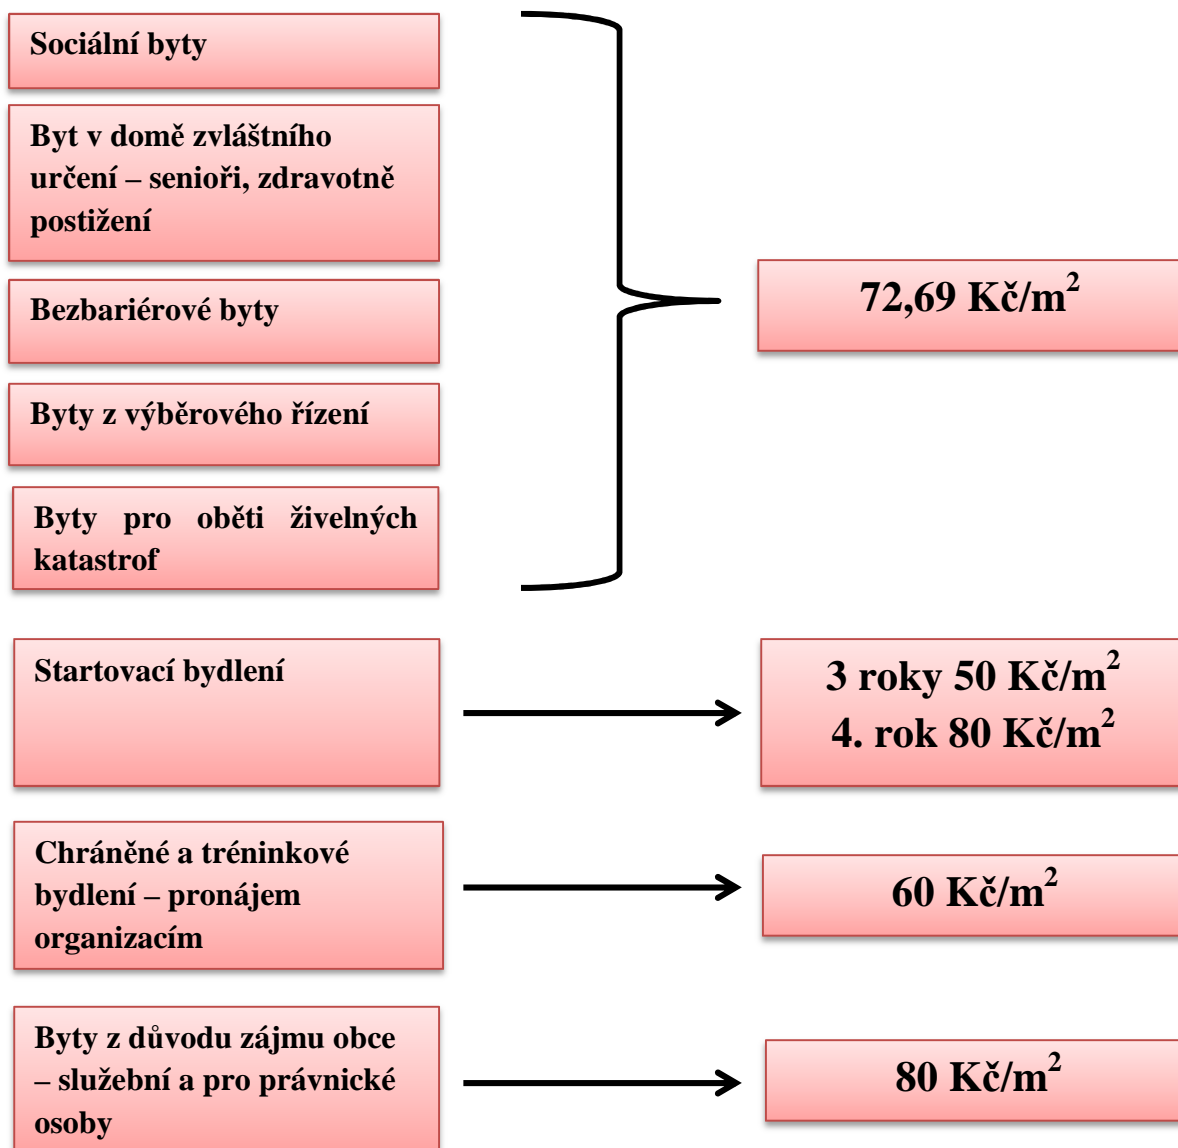 Sociální byty
Byt v domě zvláštního
určení – senioři, zdravotně
postižení
Bezbariérové byty
72,69 Kč/m²
Byty z výběrového řízení
Byty pro oběti živelných
katastrof
Startovací bydlení
3 roky 50 Kč/m²
4. rok 80 Kč/m²
Chráněné a tréninkové
bydlení – pronájem
organizacím
60 Kč/m²
Byty z důvodu zájmu obce
– služební a pro právnické
osoby
80 Kč/m²